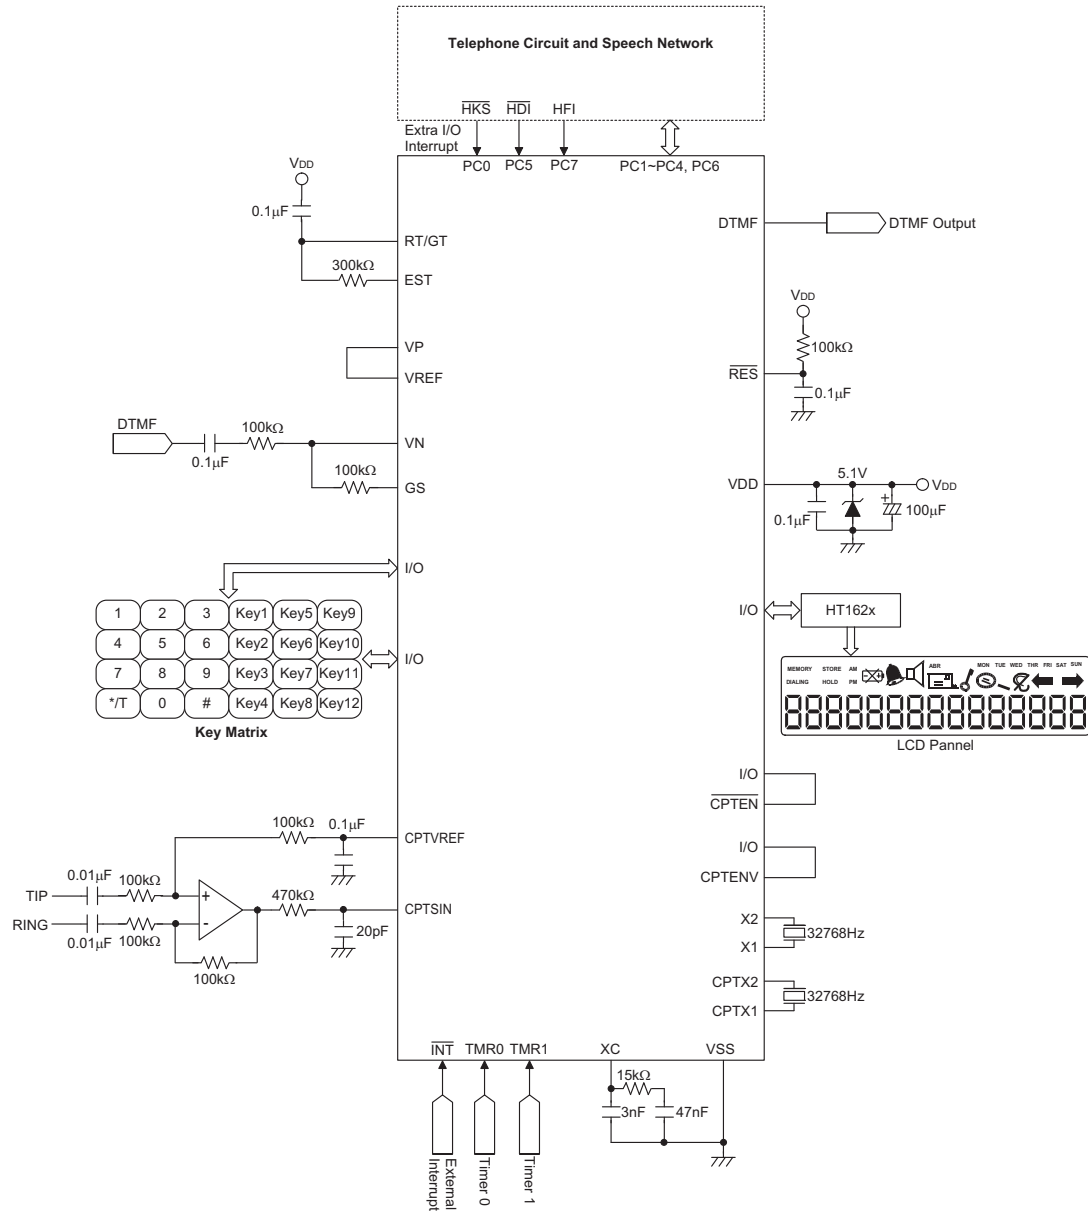 Telephone Circuit and Speech Network
HKS HDI HFI
Extra I/O
Interrupt
PC0 PC5 PC7 PC1~PC4, PC6
VDD
0.1μF
RT/GT
300kΩ
EST
VP
VREF
DTMF
0.1μF
100kΩ
VN
100kΩ
GS
I/O
1 2 3 Key1 Key5 Key9
4 5 6 Key2 Key6 Key10
7 8 9 Key3 Key7 Key11
*/T 0 # Key4 Key8 Key12
Key Matrix
I/O
100kΩ
0.1μF
CPTVREF
TIP
0.01μF
100kΩ
+
470kΩ
CPTSIN
RING
0.01μF
100kΩ
-
20pF
100kΩ
DTMF
DTMF Output
VDD
100kΩ
RES
0.1μF
VDD
5.1V
VDD
0.1μF
+
100μF
I/O
HT162x
MEMORY STORE AM ABR MON TUE WED THR FRI SAT SUN
DIALING HOLD PM
888888888888888
LCD Pannel
I/O
CPTEN
I/O
CPTENV
X2
32768Hz
X1
CPTX2
32768Hz
CPTX1
INT TMR0 TMR1 XC VSS
15kΩ
3nF 47nF
External
Interrupt
Timer 0
Timer 1